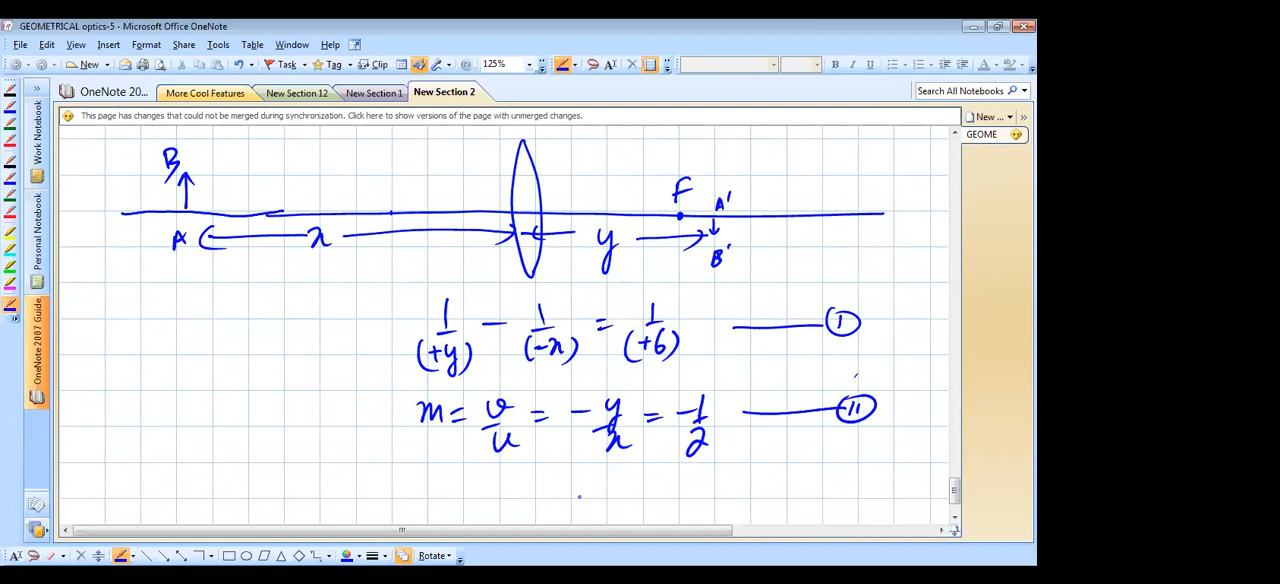 GEOMETRICAL optics-5 - Microsoft Office OneNote
File Edit View Insert Format Share Tools Table Window Help
New Task Tag Clip 125% B I U
OneNote 20... More Cool Features New Section 12 New Section 1 New Section 2 Search All Notebooks
This page has changes that could not be merged during synchronization. Click here to show versions of the page with unmerged changes.
New ...
GEOME
Work Notebook
Personal Notebook
OneNote 2007 Guide
B F A'
A x y B'
1/(+y) - 1/(-x) = 1/(+6) I
m = v/u = -y/x = -1/2 II
Rotate